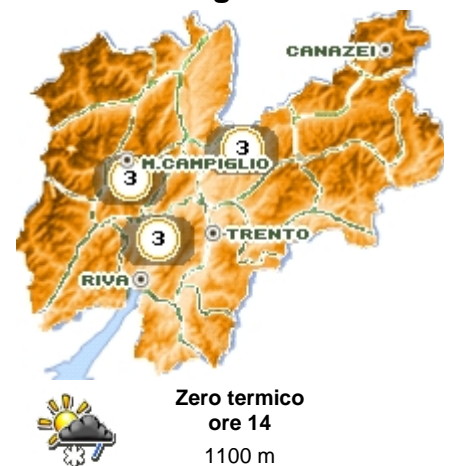 CANAZEI
3
M.CAMPIGLIO
3
3
TRENTO
RIVA
Zero termico
ore 14
1100 m